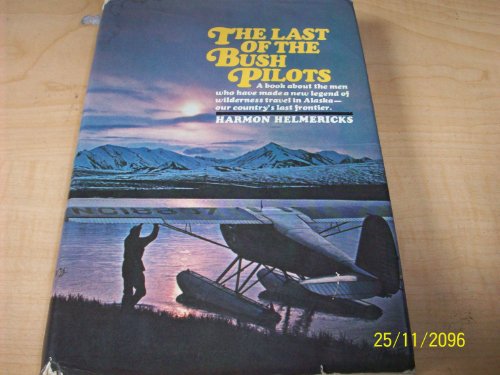 THE LAST
OF THE
BUSH
PILOTS
A book about the men
who have made a new legend of
wilderness travel in Alaska—
our country's last frontier.
HARMON HELMERICKS
25/11/2096